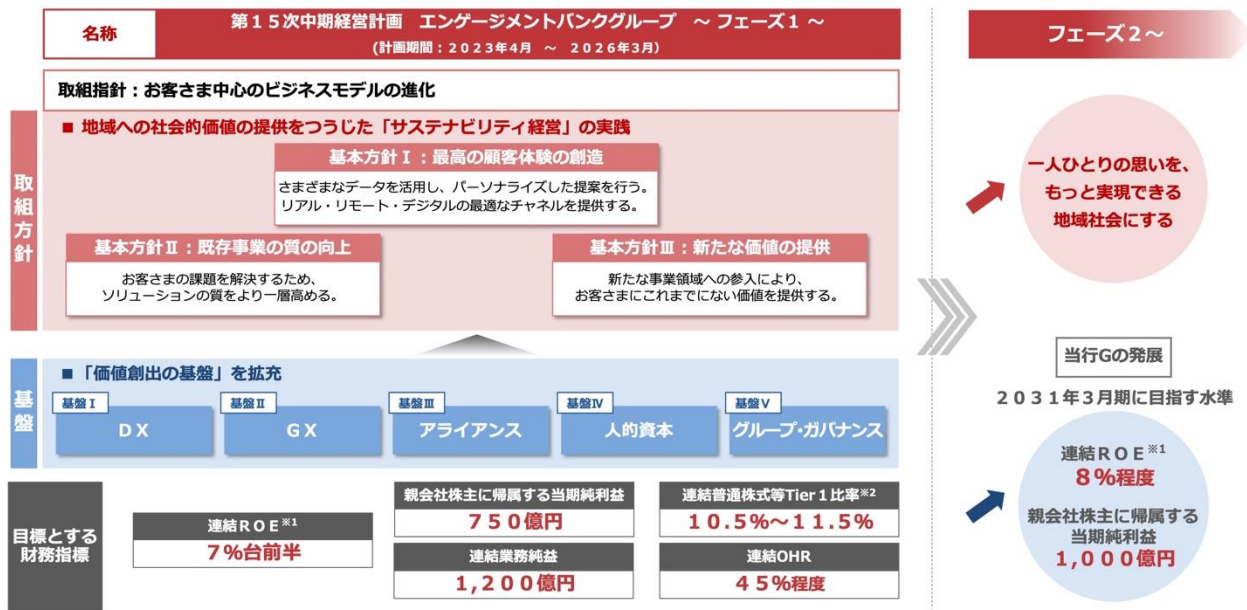 名称
第１５次中期経営計画　エンゲージメントバンクグループ　～ フェーズ１ ～
(計画期間：２０２３年４月　～　２０２６年３月)
フェーズ２～
取組指針：お客さま中心のビジネスモデルの進化
取組方針
■ 地域への社会的価値の提供をつうじた「サステナビリティ経営」の実践
基本方針Ⅰ：最高の顧客体験の創造
さまざまなデータを活用し、パーソナライズした提案を行う。
リアル・リモート・デジタルの最適なチャネルを提供する。
基本方針Ⅱ：既存事業の質の向上
お客さまの課題を解決するため、
ソリューションの質をより一層高める。
基本方針Ⅲ：新たな価値の提供
新たな事業領域への参入により、
お客さまにこれまでにない価値を提供する。
一人ひとりの思いを、
もっと実現できる
地域社会にする
基盤
■ 「価値創出の基盤」を拡充
基盤Ⅰ
ＤＸ
基盤Ⅱ
ＧＸ
基盤Ⅲ
アライアンス
基盤Ⅳ
人的資本
基盤Ⅴ
グループ・ガバナンス
当行Gの発展
２０３１年３月期に目指す水準
連結ＲＯＥ※1
８％程度
親会社株主に帰属する
当期純利益
１,０００億円
目標とする
財務指標
連結ＲＯＥ※1
７％台前半
親会社株主に帰属する当期純利益
７５０億円
連結業務純益
１,２００億円
連結普通株式等Tier１比率※2
１０.５％～１１.５％
連結OHR
４５％程度